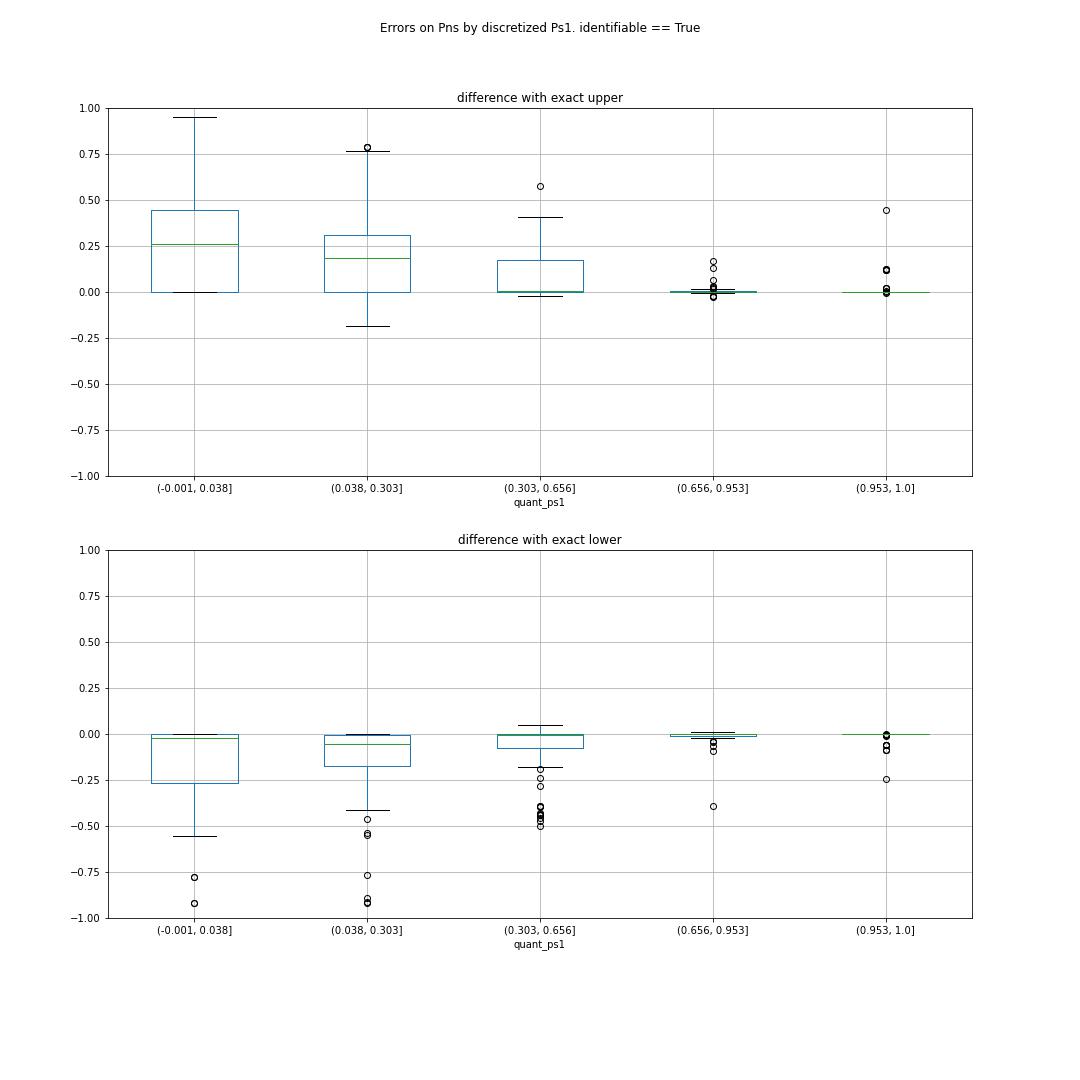 Errors on Pns by discretized Ps1. identifiable == True
difference with exact upper
1.00
0.75
0.50
0.25
0.00
−0.25
−0.50
−0.75
−1.00
(-0.001, 0.038] (0.038, 0.303] (0.303, 0.656] (0.656, 0.953] (0.953, 1.0]
quant_ps1
difference with exact lower
1.00
0.75
0.50
0.25
0.00
−0.25
−0.50
−0.75
−1.00
(-0.001, 0.038] (0.038, 0.303] (0.303, 0.656] (0.656, 0.953] (0.953, 1.0]
quant_ps1